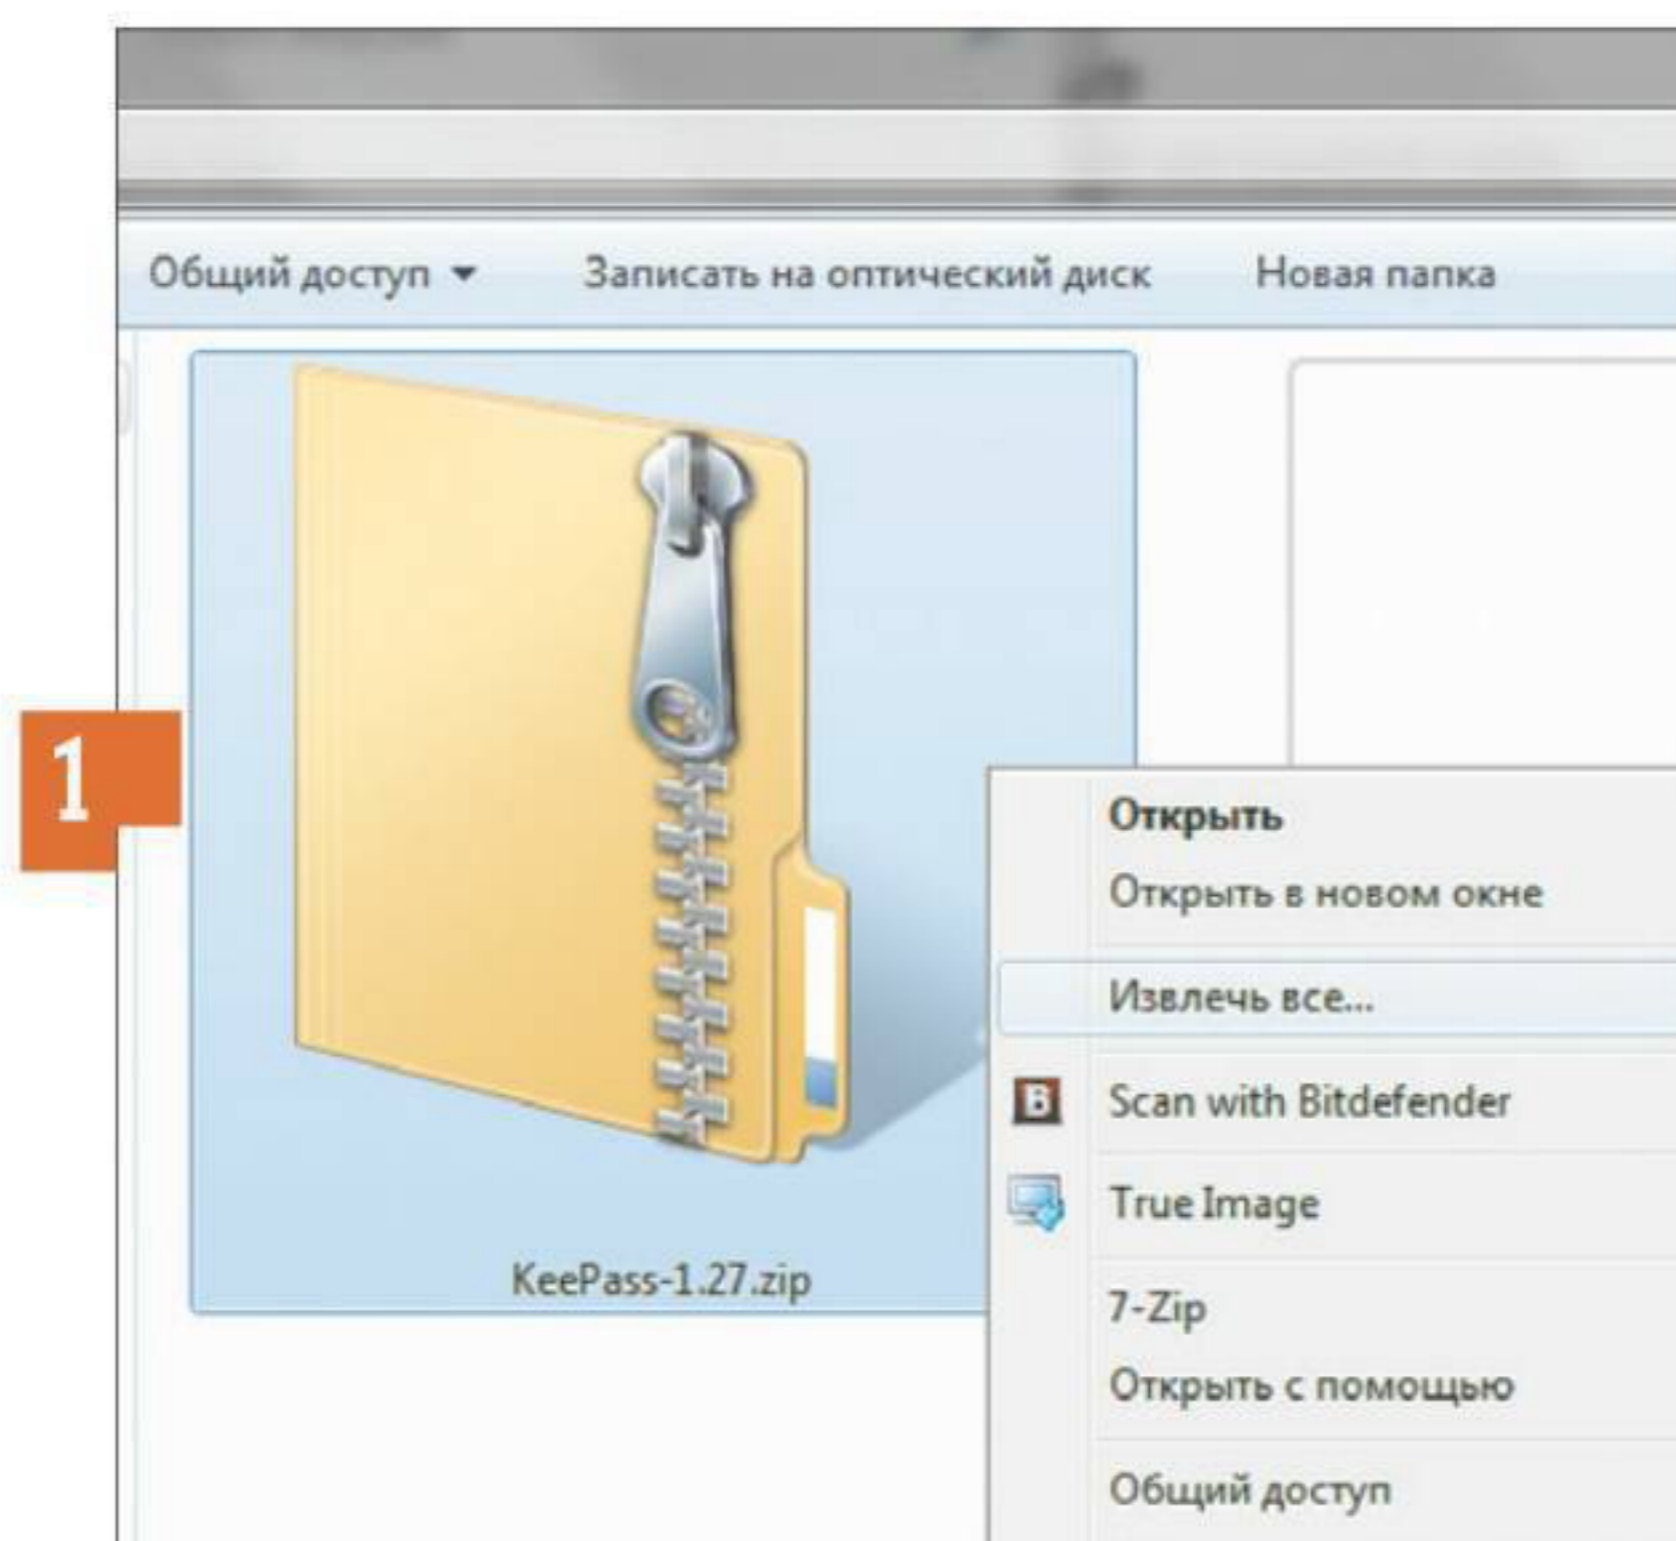 Общий доступ
Записать на оптический диск
Новая папка
1
KeePass-1.27.zip
Открыть
Открыть в новом окне
Извлечь все...
B
Scan with Bitdefender
True Image
7-Zip
Открыть с помощью
Общий доступ